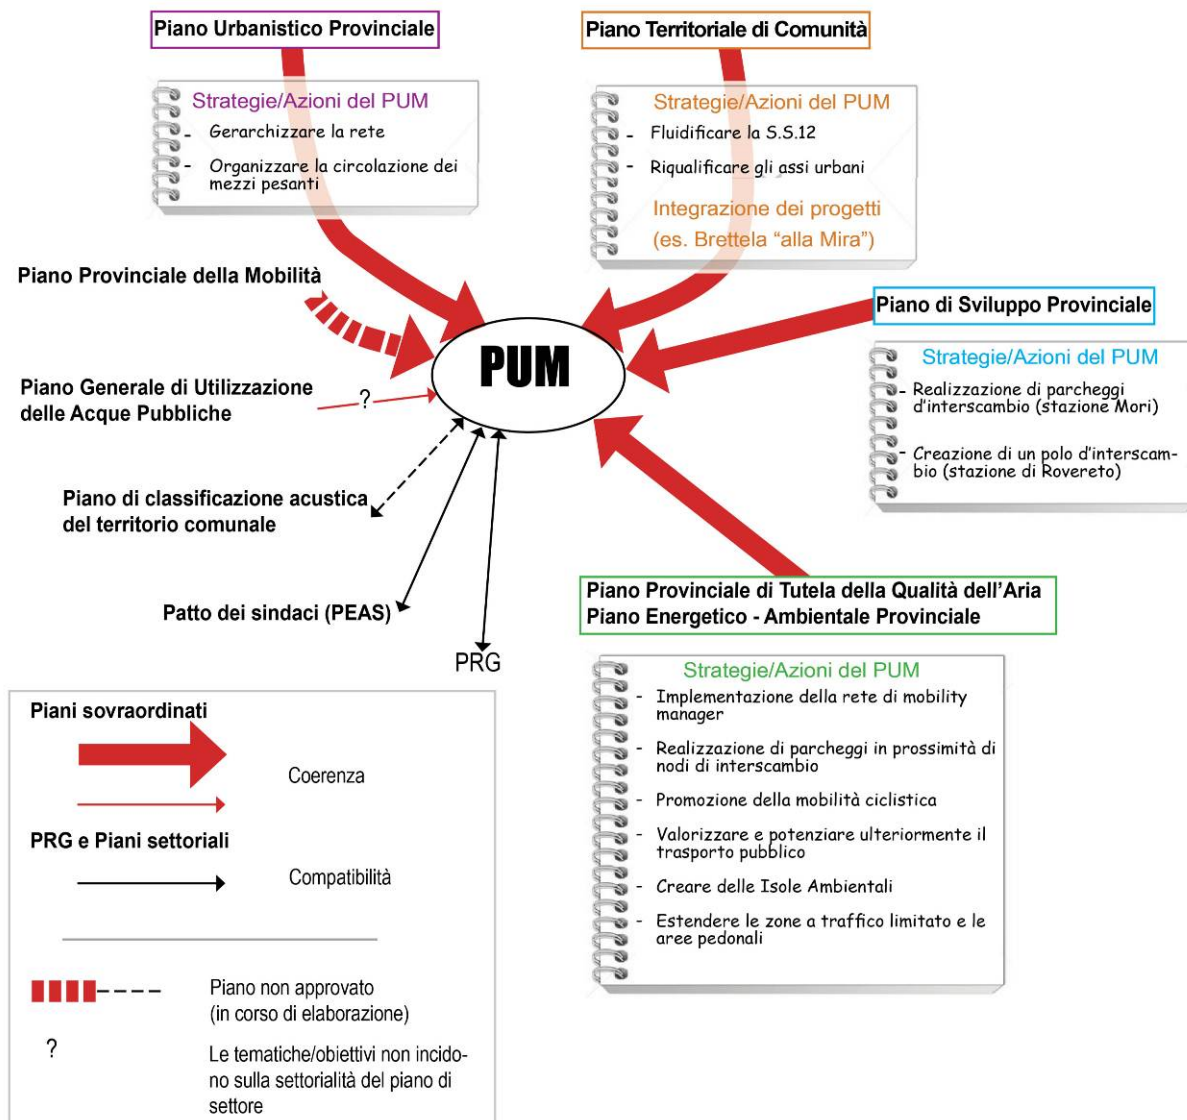 Piano Urbanistico Provinciale
Strategie/Azioni del PUM
- Gerarchizzare la rete
- Organizzare la circolazione dei
mezzi pesanti
Piano Territoriale di Comunità
Strategie/Azioni del PUM
- Fluidificare la S.S.12
- Riqualificare gli assi urbani
Integrazione dei progetti
(es. Brettela "alla Mira")
Piano Provinciale della Mobilità
Piano di Sviluppo Provinciale
Strategie/Azioni del PUM
- Realizzazione di parcheggi
d'interscambio (stazione Mori)
- Creazione di un polo d'interscam-
bio (stazione di Rovereto)
PUM
Piano Generale di Utilizzazione
delle Acque Pubbliche
?
Piano di classificazione acustica
del territorio comunale
Patto dei sindaci (PEAS)
PRG
Piano Provinciale di Tutela della Qualità dell'Aria
Piano Energetico - Ambientale Provinciale
Strategie/Azioni del PUM
- Implementazione della rete di mobility
manager
- Realizzazione di parcheggi in prossimità di
nodi di interscambio
- Promozione della mobilità ciclistica
- Valorizzare e potenziare ulteriormente il
trasporto pubblico
- Creare delle Isole Ambientali
- Estendere le zone a traffico limitato e le
aree pedonali
Piani sovraordinati
Coerenza
PRG e Piani settoriali
Compatibilità
Piano non approvato
(in corso di elaborazione)
?
Le tematiche/obiettivi non incido-
no sulla settorialità del piano di
settore